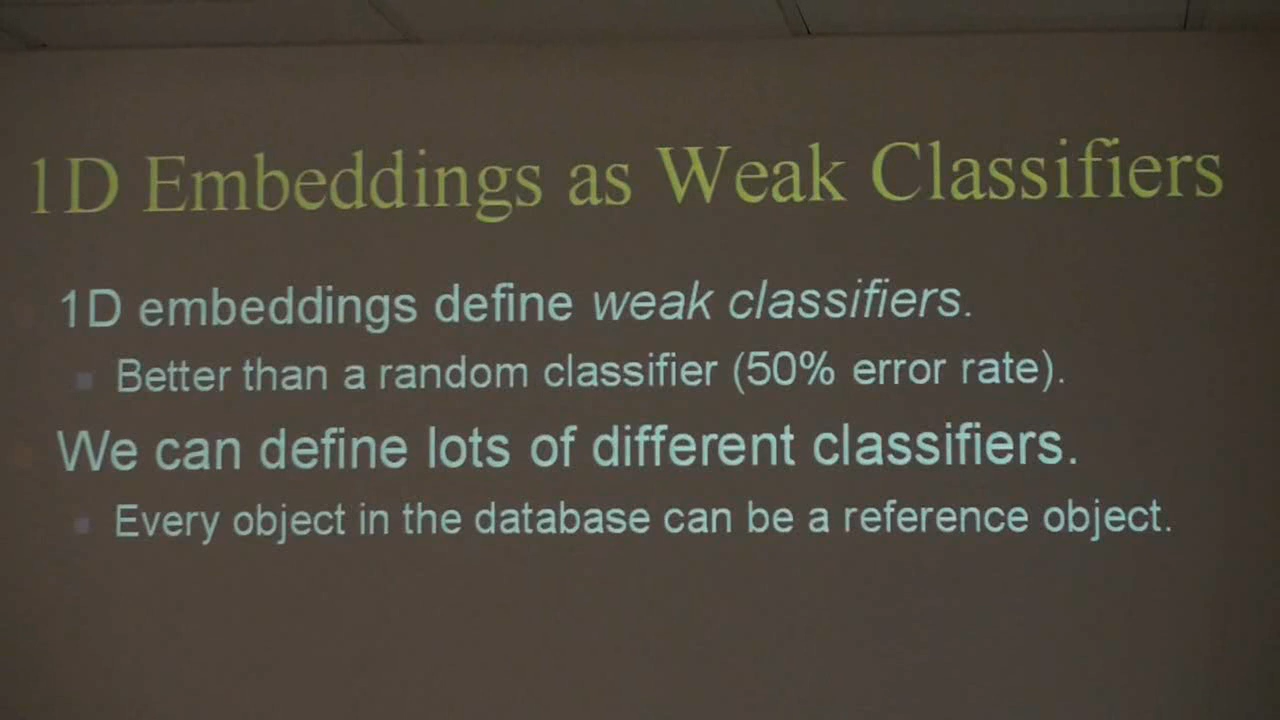 1D Embeddings as Weak Classifiers
1D embeddings define weak classifiers.
Better than a random classifier (50% error rate).
We can define lots of different classifiers.
Every object in the database can be a reference object.